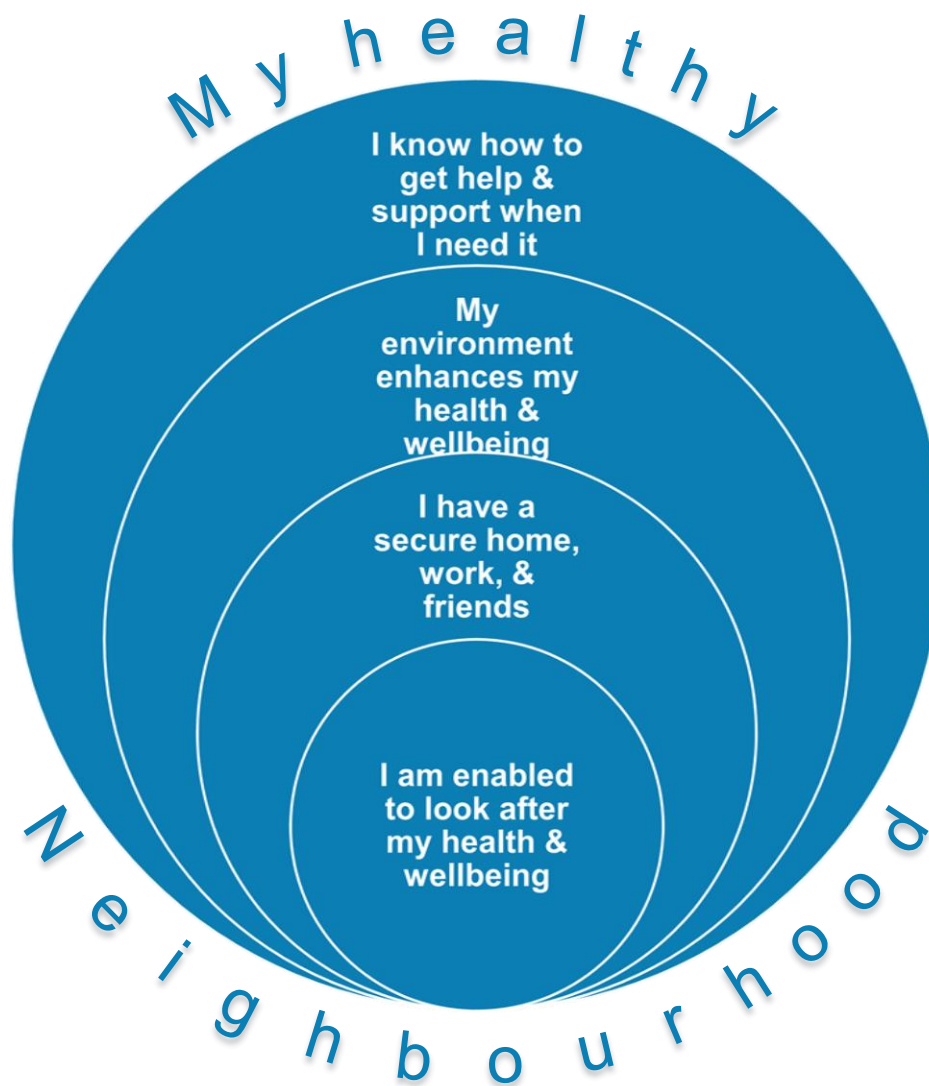 My healthy
I know how to
get help &
support when
I need it
My
environment
enhances my
health &
wellbeing
I have a
secure home,
work, &
friends
I am enabled
to look after
my health &
wellbeing
Neighbourhood